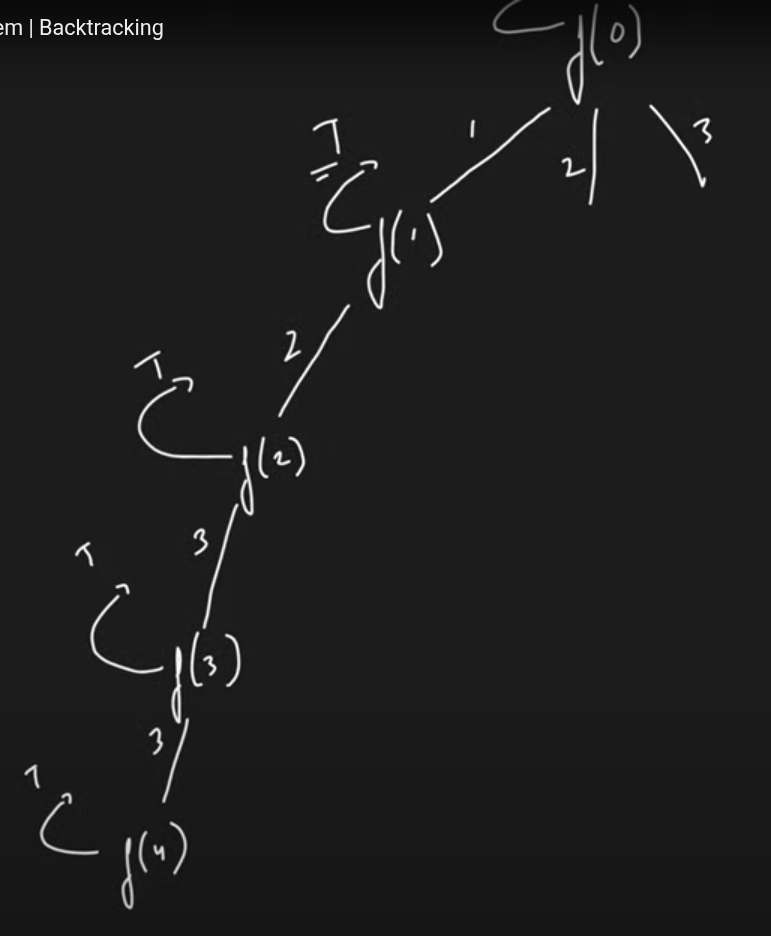 em | Backtracking
f(0)
T
1
2
3
f(1)
2
T
f(2)
3
T
f(3)
3
T
f(4)